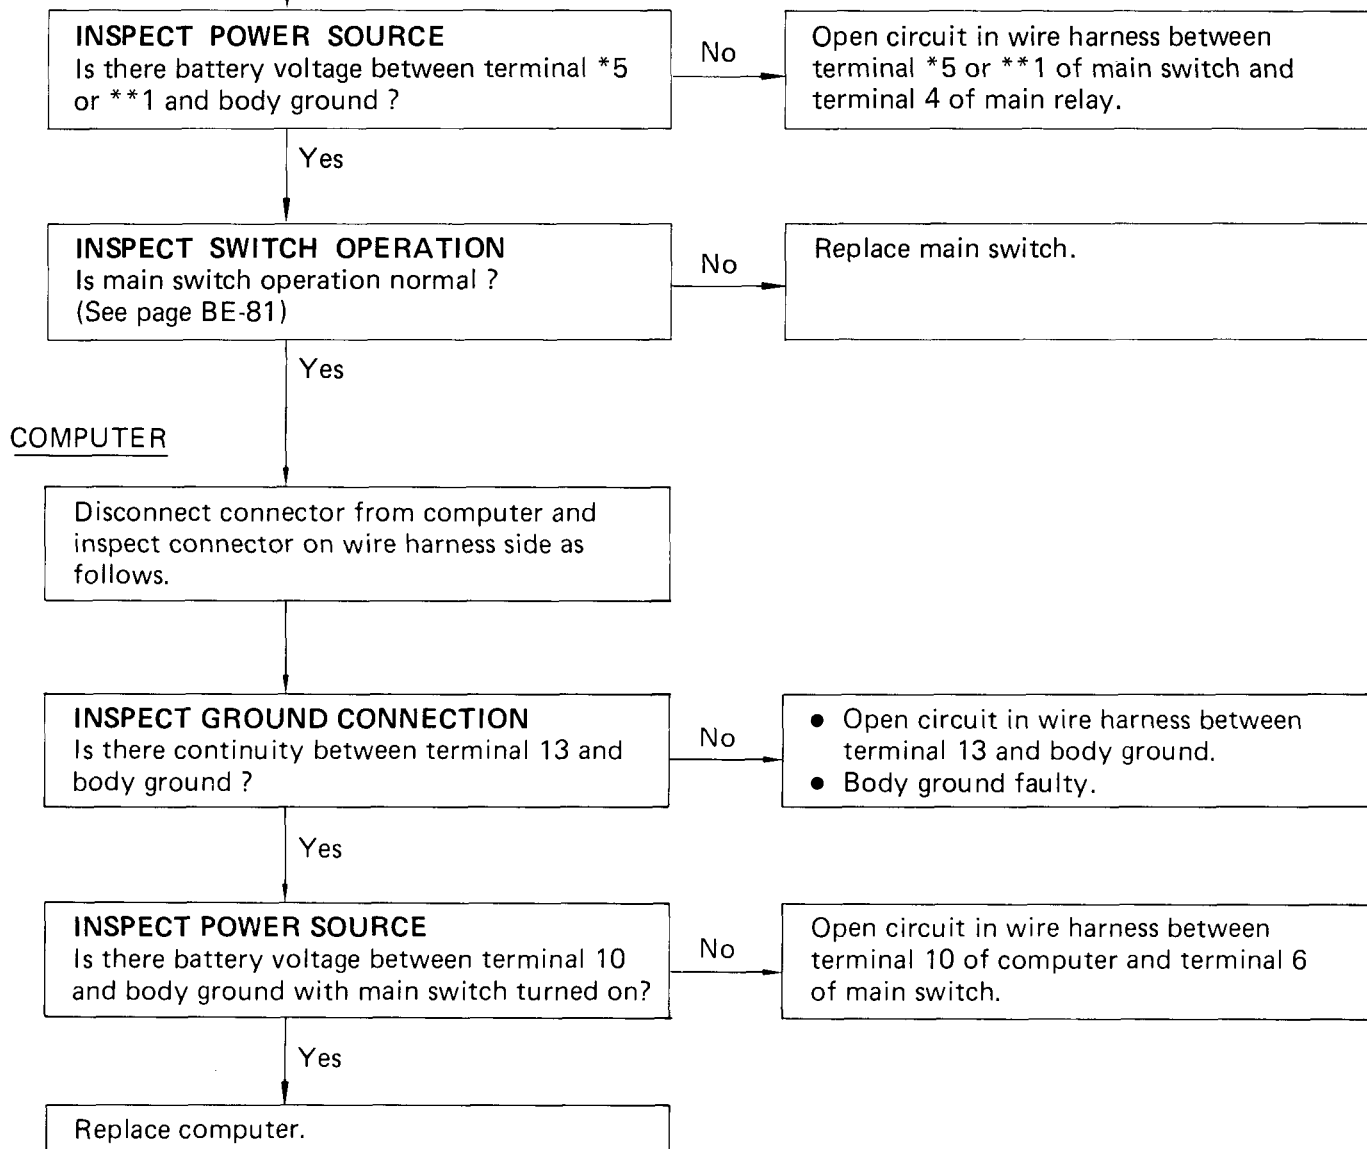 INSPECT POWER SOURCE
Is there battery voltage between terminal *5
or **1 and body ground ?
No
Open circuit in wire harness between
terminal *5 or **1 of main switch and
terminal 4 of main relay.
Yes
INSPECT SWITCH OPERATION
Is main switch operation normal ?
(See page BE-81)
No
Replace main switch.
Yes
COMPUTER
Disconnect connector from computer and
inspect connector on wire harness side as
follows.
INSPECT GROUND CONNECTION
Is there continuity between terminal 13 and
body ground ?
No
● Open circuit in wire harness between
terminal 13 and body ground.
● Body ground faulty.
Yes
INSPECT POWER SOURCE
Is there battery voltage between terminal 10
and body ground with main switch turned on?
No
Open circuit in wire harness between
terminal 10 of computer and terminal 6
of main switch.
Yes
Replace computer.